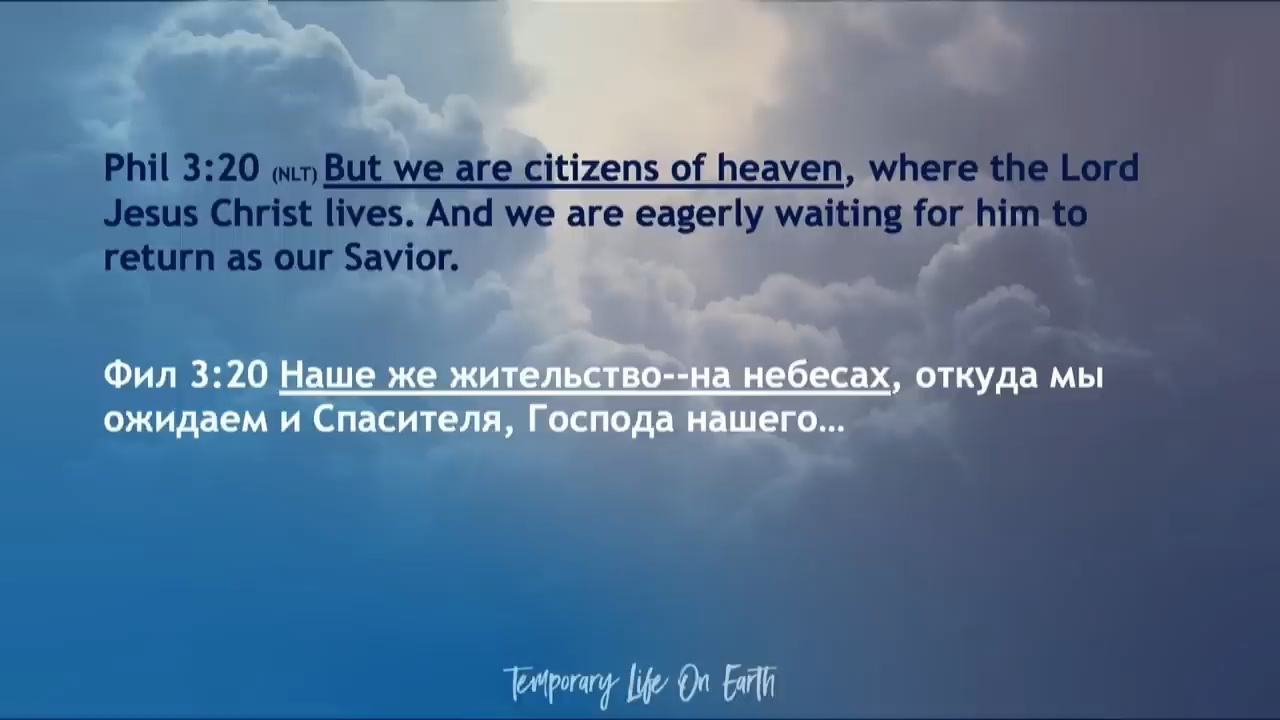 Phil 3:20 (NLT) But we are citizens of heaven, where the Lord
Jesus Christ lives. And we are eagerly waiting for him to
return as our Savior.
Фил 3:20 Наше же жительство--на небесах, откуда мы
ожидаем и Спасителя, Господа нашего…
Temporary Life On Earth